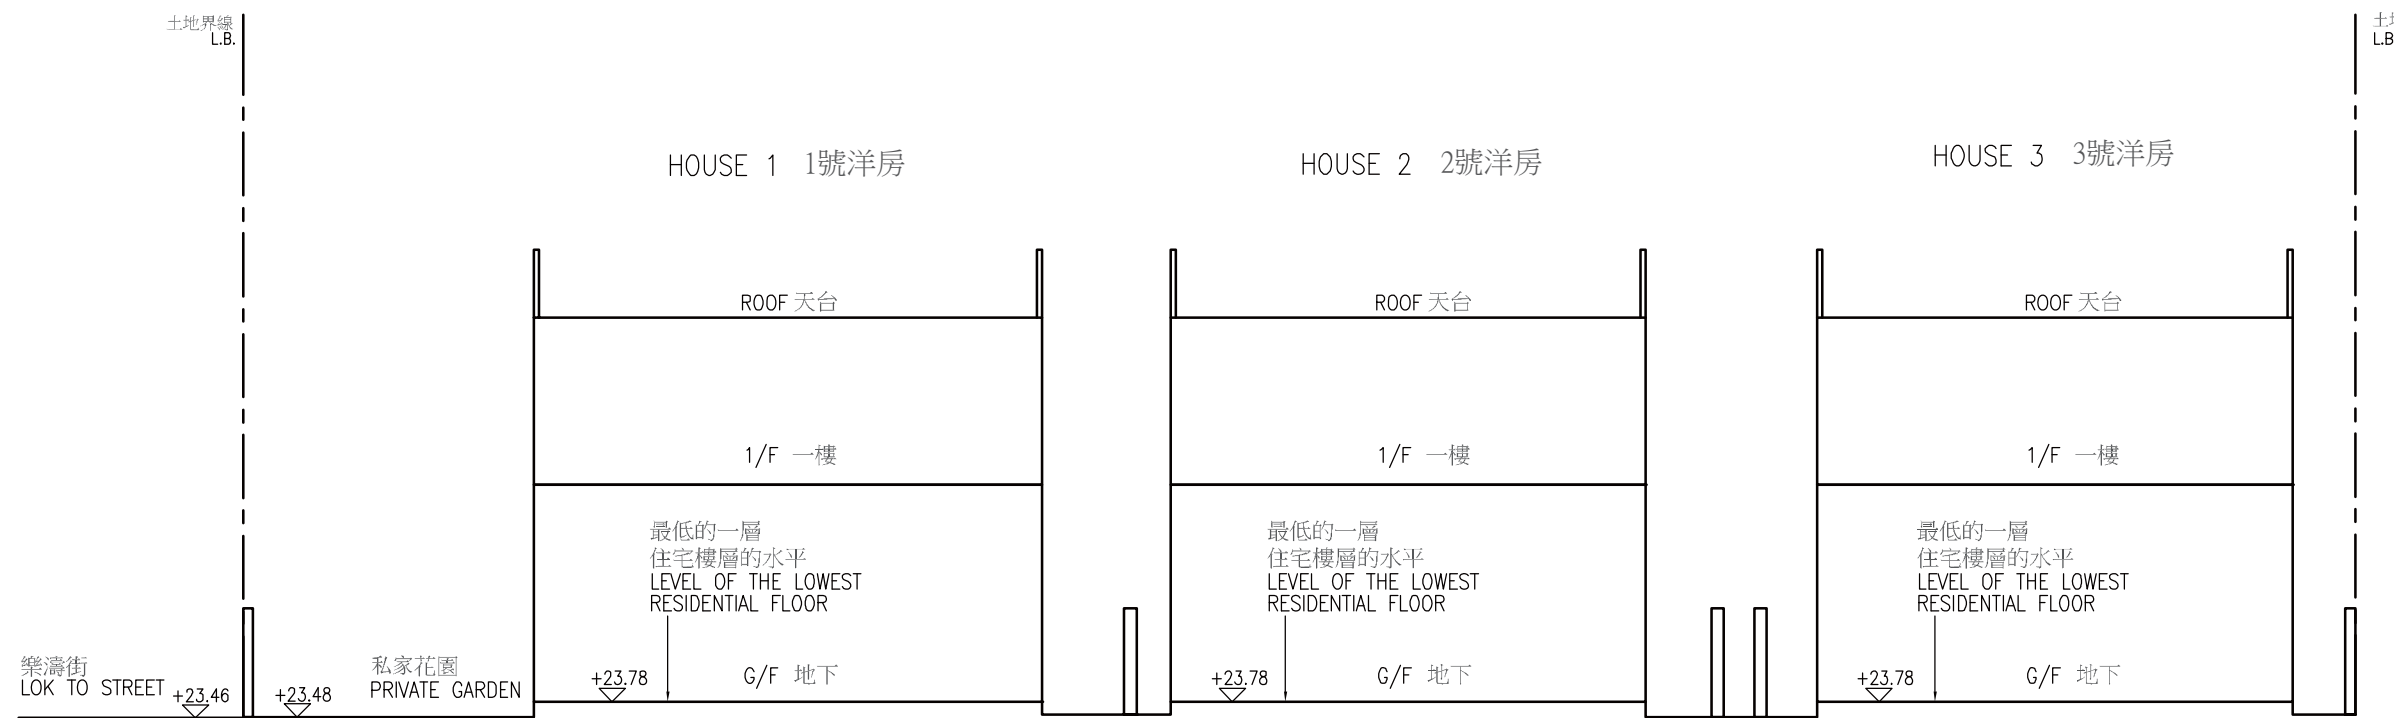 土地界線
L.B.
土地
L.B
HOUSE 1 1號洋房
HOUSE 2 2號洋房
HOUSE 3 3號洋房
ROOF 天台
ROOF 天台
ROOF 天台
1/F 一樓
1/F 一樓
1/F 一樓
最低的一層
住宅樓層的水平
LEVEL OF THE LOWEST
RESIDENTIAL FLOOR
最低的一層
住宅樓層的水平
LEVEL OF THE LOWEST
RESIDENTIAL FLOOR
最低的一層
住宅樓層的水平
LEVEL OF THE LOWEST
RESIDENTIAL FLOOR
樂濤街
LOK TO STREET
+23.46
+23.48
私家花園
PRIVATE GARDEN
+23.78
G/F 地下
+23.78
G/F 地下
+23.78
G/F 地下